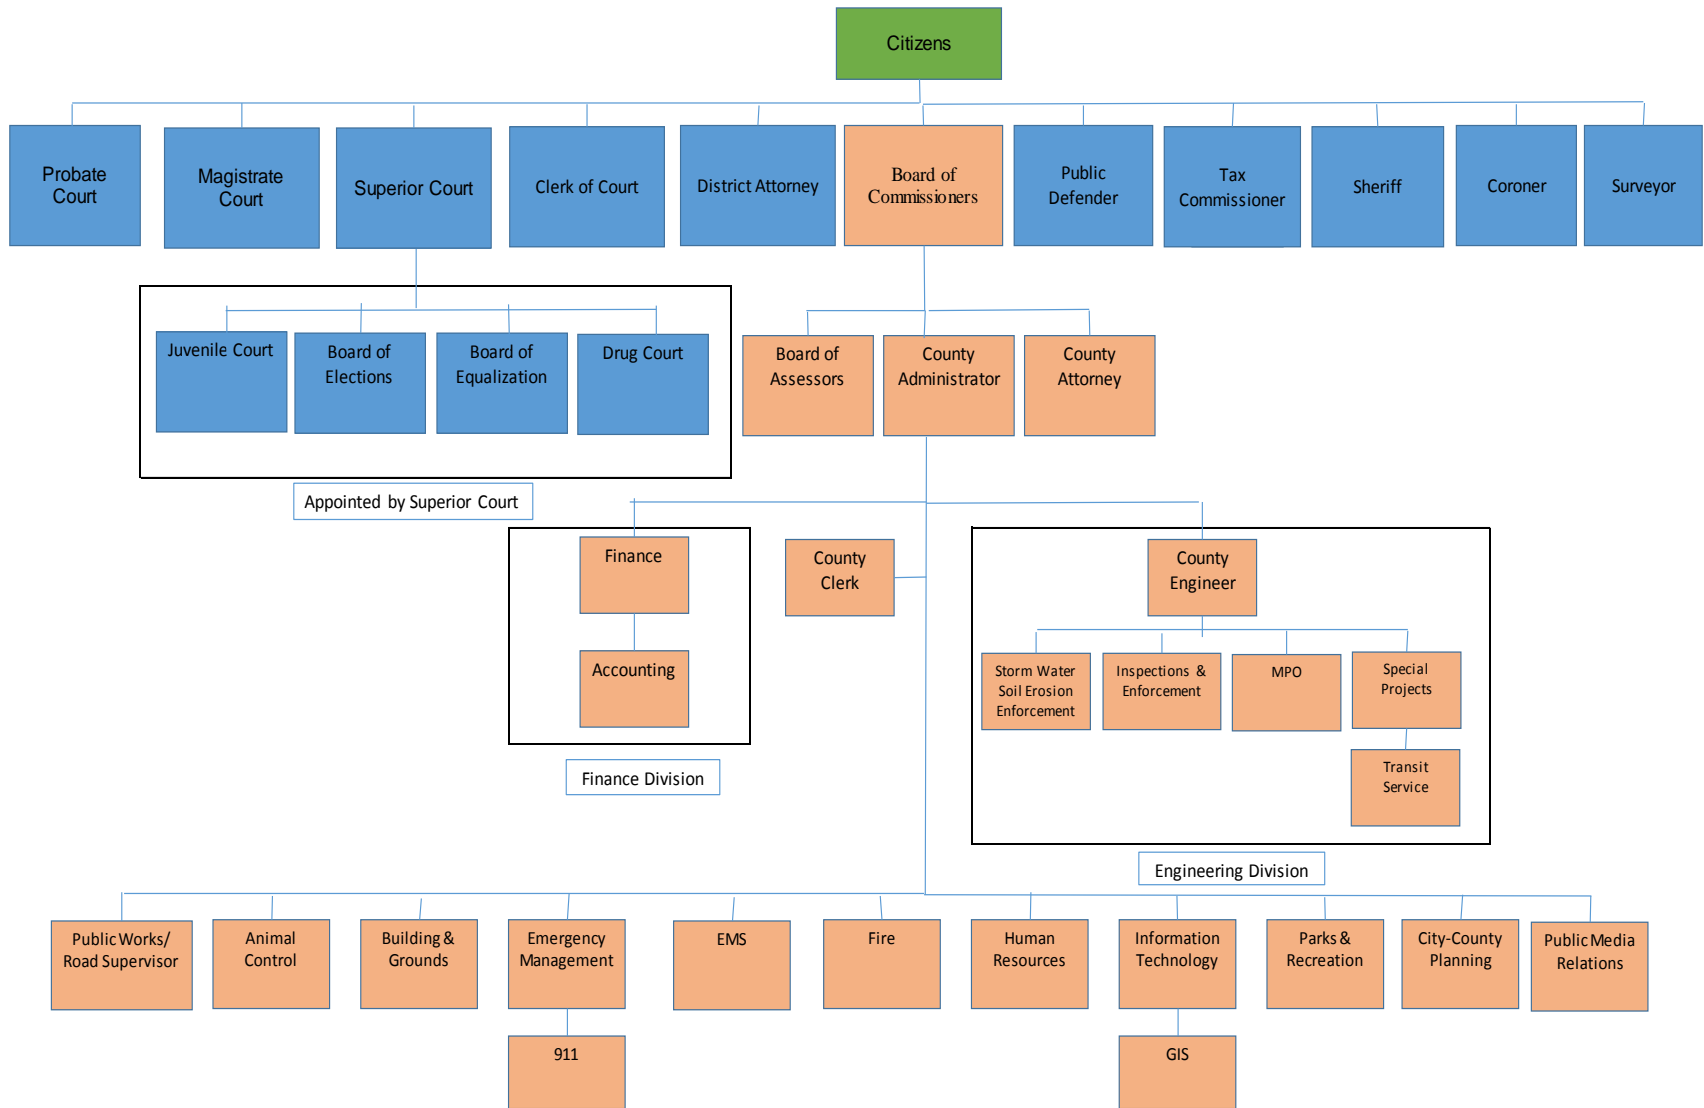 Citizens
Probate
Court
Magistrate
Court
Superior Court
Clerk of Court
District Attorney
Board of
Commissioners
Public
Defender
Tax
Commissioner
Sheriff
Coroner
Surveyor
Juvenile Court
Board of
Elections
Board of
Equalization
Drug Court
Appointed by Superior Court
Board of
Assessors
County
Administrator
County
Attorney
Finance
Accounting
Finance Division
County
Clerk
County
Engineer
Storm Water
Soil Erosion
Enforcement
Inspections &
Enforcement
MPO
Special
Projects
Transit
Service
Engineering Division
Public Works/
Road Supervisor
Animal
Control
Building &
Grounds
Emergency
Management
EMS
Fire
Human
Resources
Information
Technology
Parks &
Recreation
City-County
Planning
Public Media
Relations
911
GIS